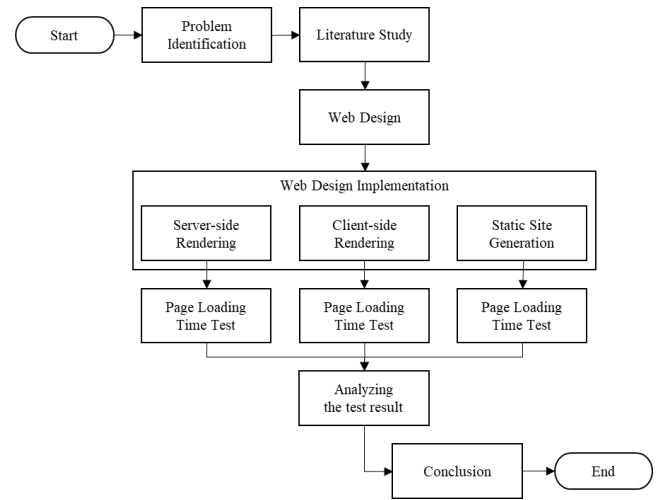 Start
Problem
Identification
Literature Study
Web Design
Web Design Implementation
Server-side
Rendering
Client-side
Rendering
Static Site
Generation
Page Loading
Time Test
Page Loading
Time Test
Page Loading
Time Test
Analyzing
the test result
Conclusion
End